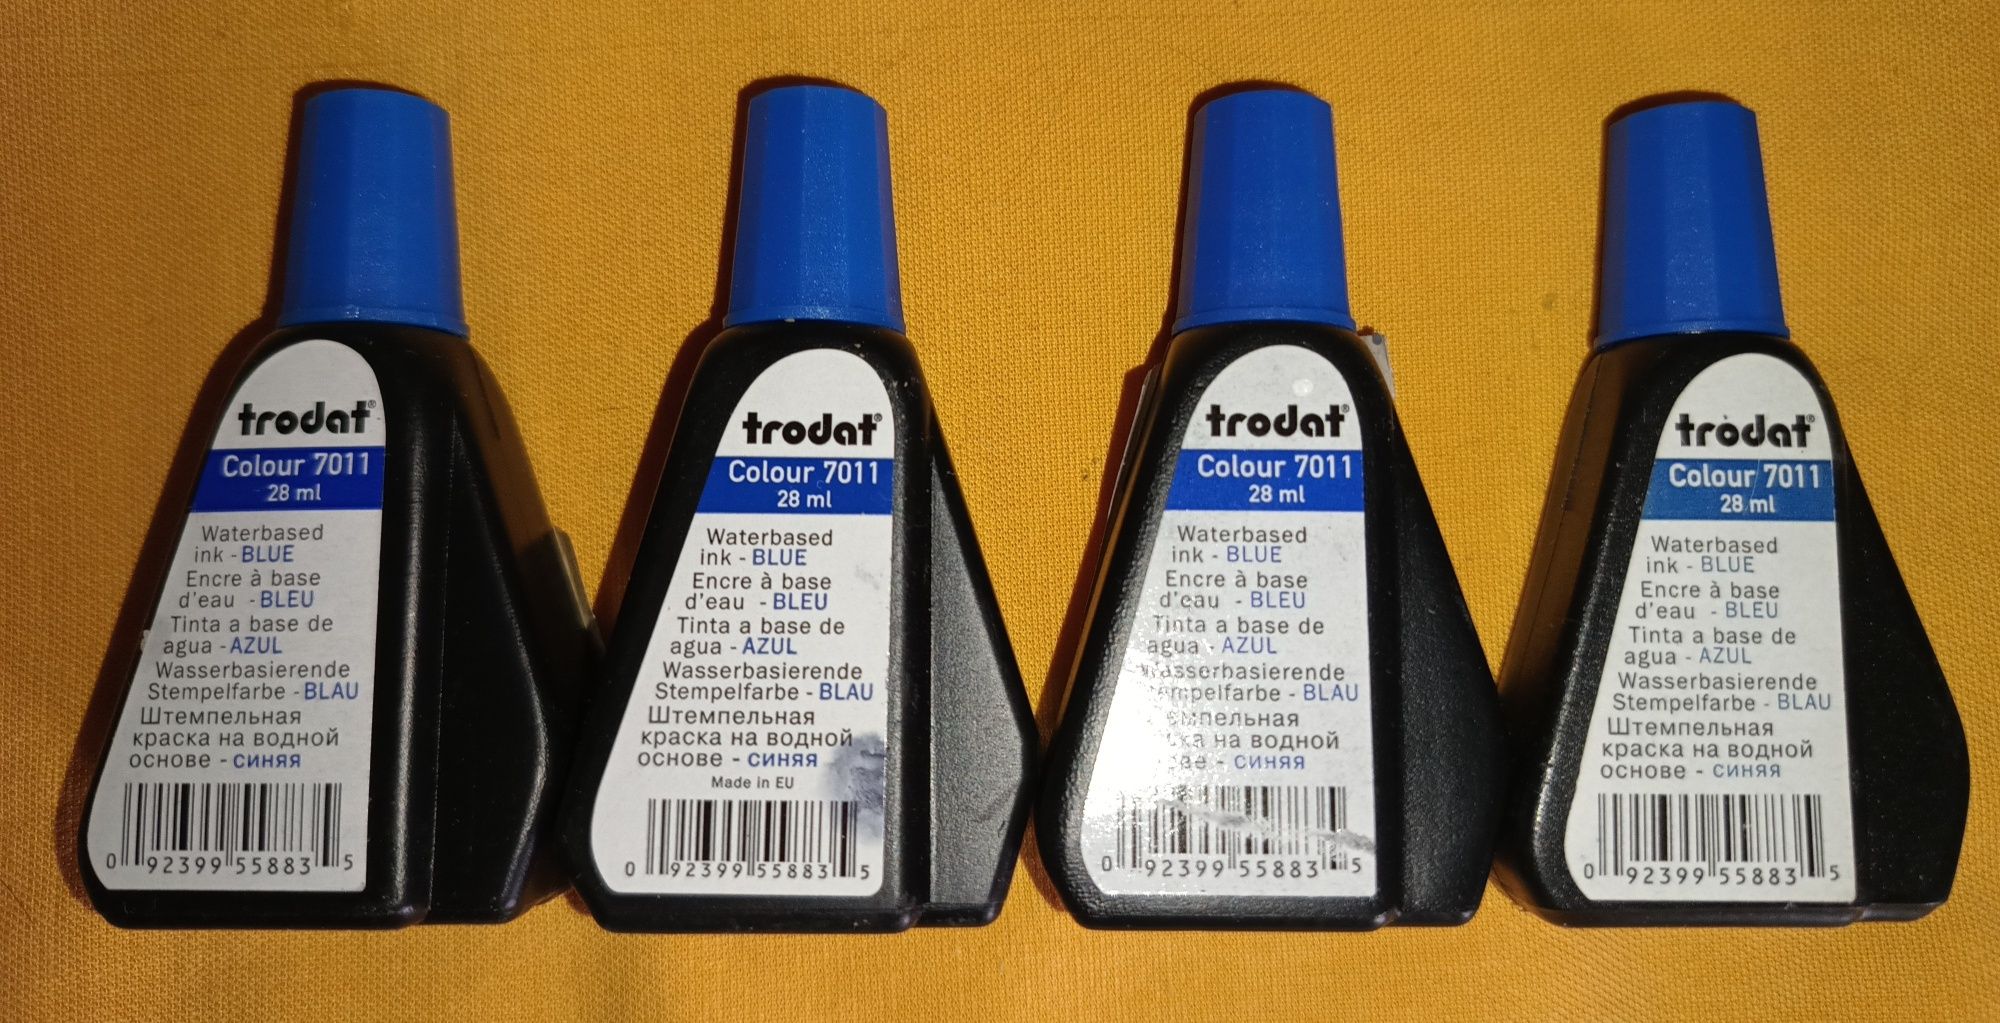 trodat®
Colour 7011
28 ml
Waterbased
ink - BLUE
Encre à base
d'eau - BLEU
Tinta a base de
agua - AZUL
Wasserbasierende
Stempelfarbe - BLAU
Штемпельная
краска на водной
основе - синяя
0 92399 55883 5
trodat®
Colour 7011
28 ml
Waterbased
ink - BLUE
Encre à base
d'eau - BLEU
Tinta a base de
agua - AZUL
Wasserbasierende
Stempelfarbe - BLAU
Штемпельная
краска на водной
основе - синяя
Made in EU
0 92399 55883 5
trodat®
Colour 7011
28 ml
Waterbased
ink - BLUE
Encre à base
d'eau - BLEU
Tinta a base de
agua - AZUL
Wasserbasierende
Stempelfarbe - BLAU
на водной
- синяя
0 92399 55883 5
trodat®
Colour 7011
28 ml
Waterbased
ink - BLUE
Encre à base
d'eau - BLEU
Tinta a base de
agua - AZUL
Wasserbasierende
Stempelfarbe - BLAU
Штемпельная
краска на водной
основе - синяя
0 92399 55883 5